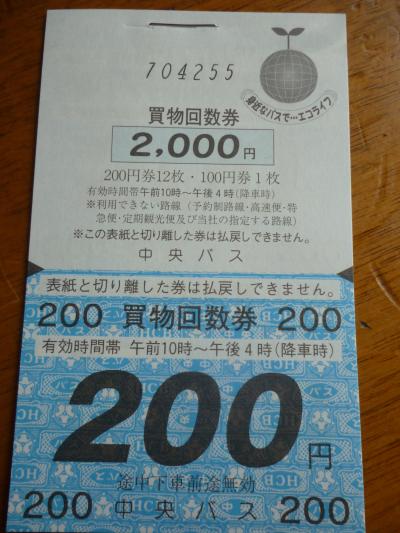 704255
身近なバスで…エコライフ
買物回数券
2,000円
200円券12枚・100円券1枚
有効時間帯午前10時～午後4時(降車時)
※利用できない路線（予約制路線・高速便・特
急便・定期観光便及び当社の指定する路線）
※この表紙と切り離した券は払戻しできません。
中央バス
表紙と切り離した券は払戻しできません。
200 買物回数券 200
有効時間帯 午前10時～午後4時(降車時)
200円
途中下車前途無効
200 中央バス 200